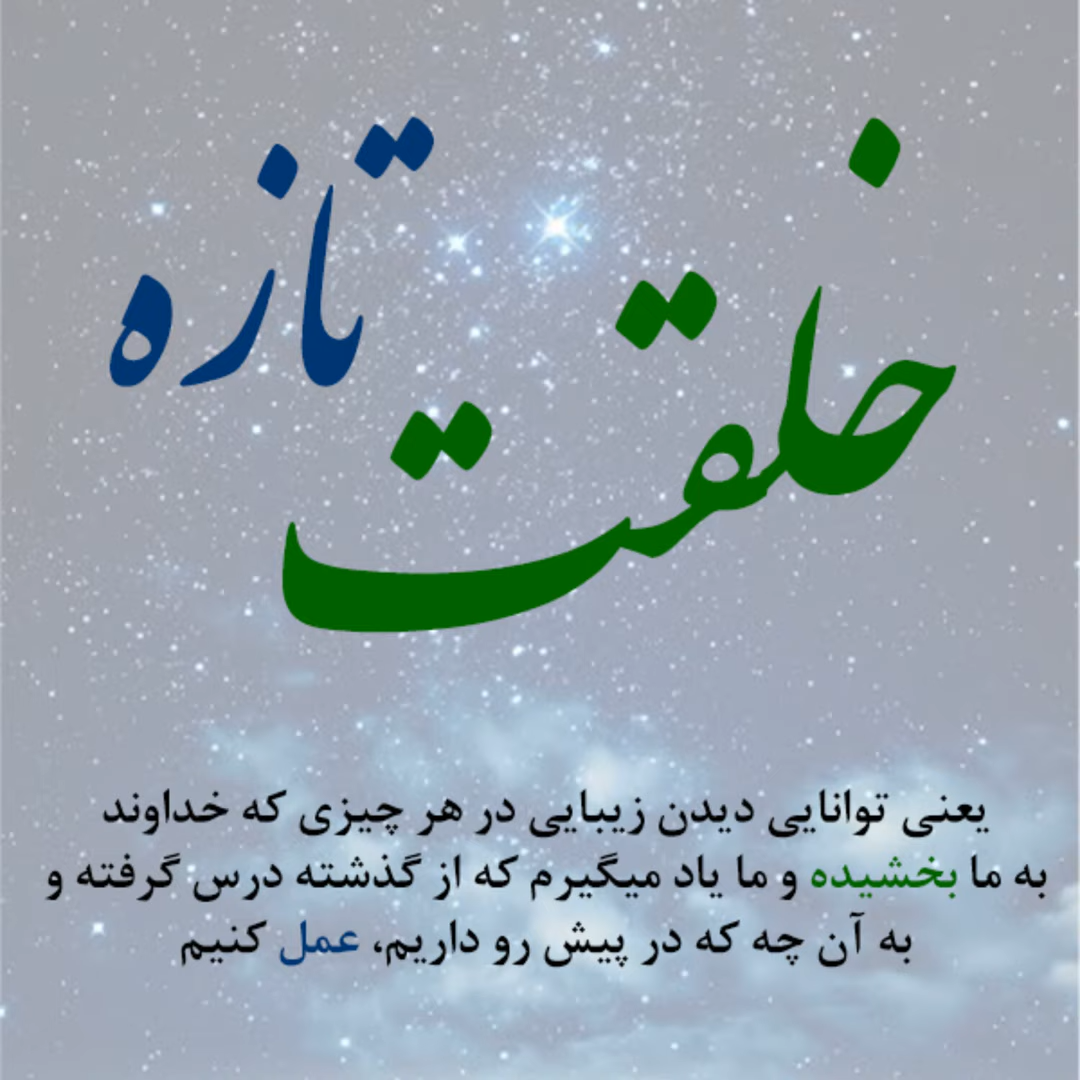 خلقت تازه
یعنی توانایی دیدن زیبایی در هر چیزی که خداوند
به ما بخشیده و ما یاد میگیرم که از گذشته درس گرفته و
به آن چه که در پیش رو داریم، عمل کنیم